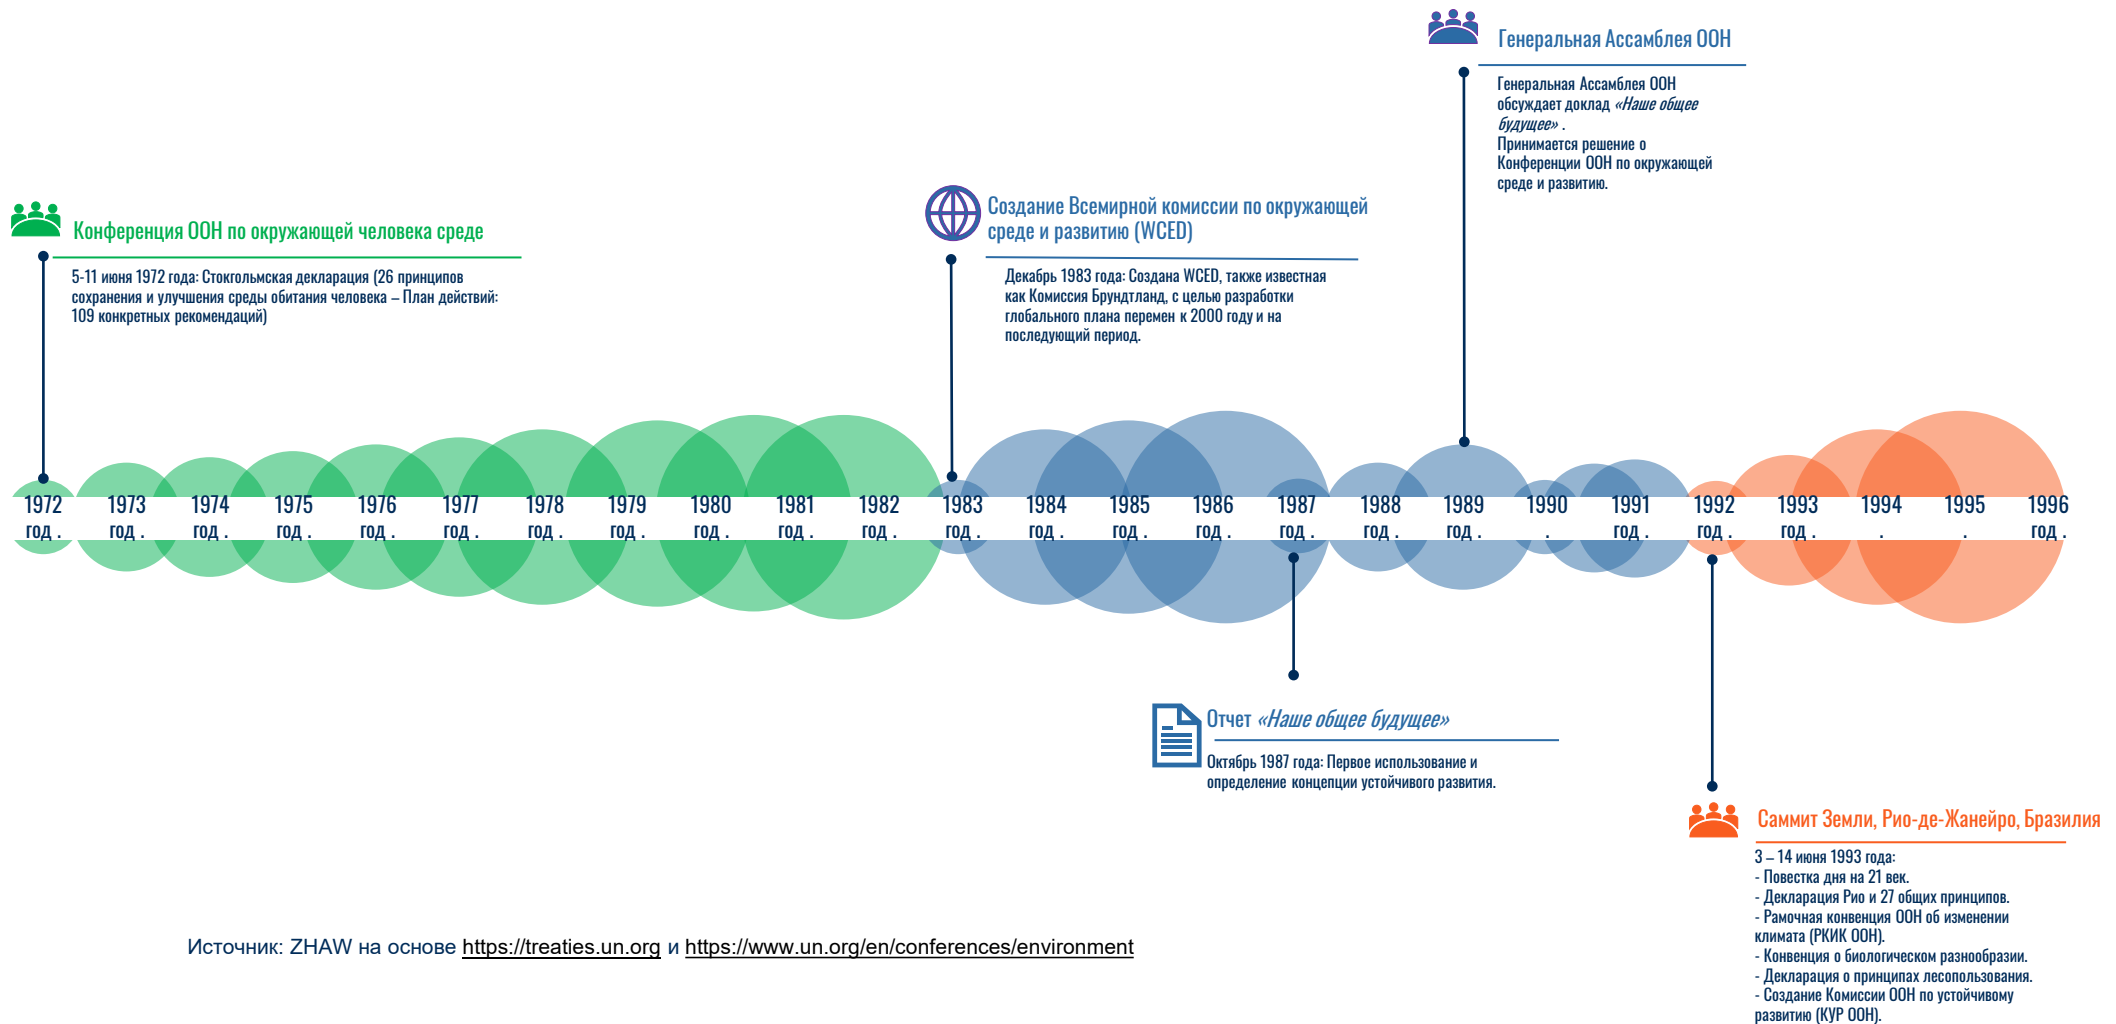 Генеральная Ассамблея ООН
Генеральная Ассамблея ООН
обсуждает доклад «Наше общее
будущее» .
Принимается решение о
Конференции ООН по окружающей
среде и развитию.
Конференция ООН по окружающей человека среде
5-11 июня 1972 года: Стокгольмская декларация (26 принципов
сохранения и улучшения среды обитания человека – План действий:
109 конкретных рекомендаций)
Создание Всемирной комиссии по окружающей
среде и развитию (WCED)
Декабрь 1983 года: Создана WCED, также известная
как Комиссия Брундтланд, с целью разработки
глобального плана перемен к 2000 году и на
последующий период.
1972 1973 1974 1975 1976 1977 1978 1979 1980 1981 1982 1983 1984 1985 1986 1987 1988 1989 1990 1991 1992 1993 1994 1995 1996
год . год . год . год . год . год . год . год . год . год . год . год . год . год . год . год . год . год . . год . год . год . . . год .
Отчет «Наше общее будущее»
Октябрь 1987 года: Первое использование и
определение концепции устойчивого развития.
Саммит Земли, Рио-де-Жанейро, Бразилия
3 – 14 июня 1993 года:
- Повестка дня на 21 век.
- Декларация Рио и 27 общих принципов.
- Рамочная конвенция ООН об изменении
климата (РКИК ООН).
- Конвенция о биологическом разнообразии.
- Декларация о принципах лесопользования.
- Создание Комиссии ООН по устойчивому
развитию (КУР ООН).
Источник: ZHAW на основе https://treaties.un.org и https://www.un.org/en/conferences/environment